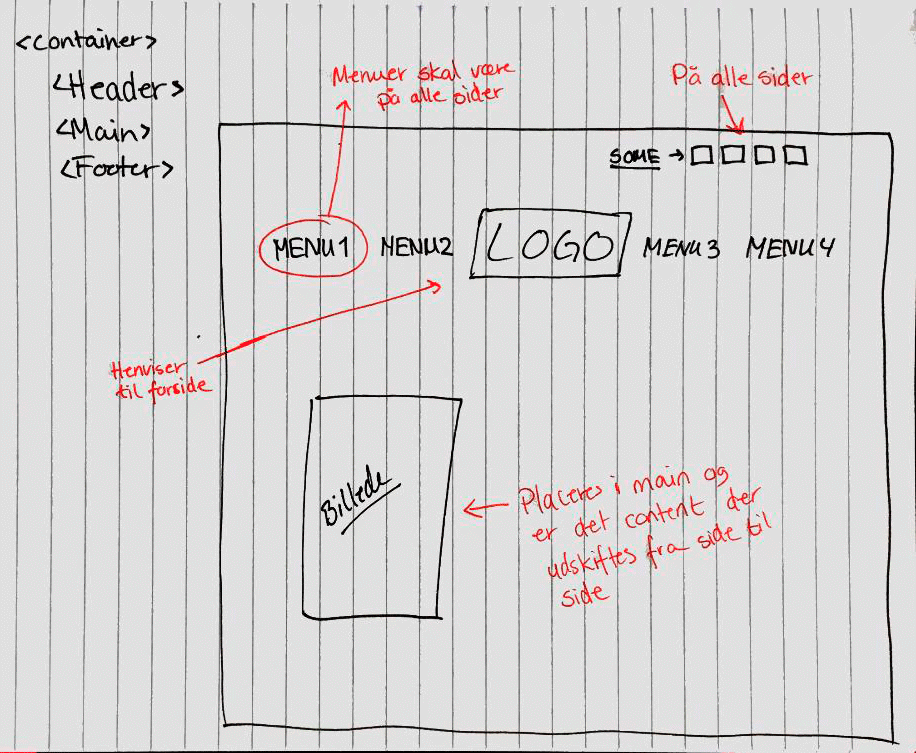 <container>
<Headers>
<Main>
<Footer>
Menuer skal være
på alle sider
På alle sider
SOME →
MENU1 MENU2 LOGO MENU3 MENU4
Henviser
til forside
Billede
Placeres i main og
er det content der
udskiftes fra side til
side